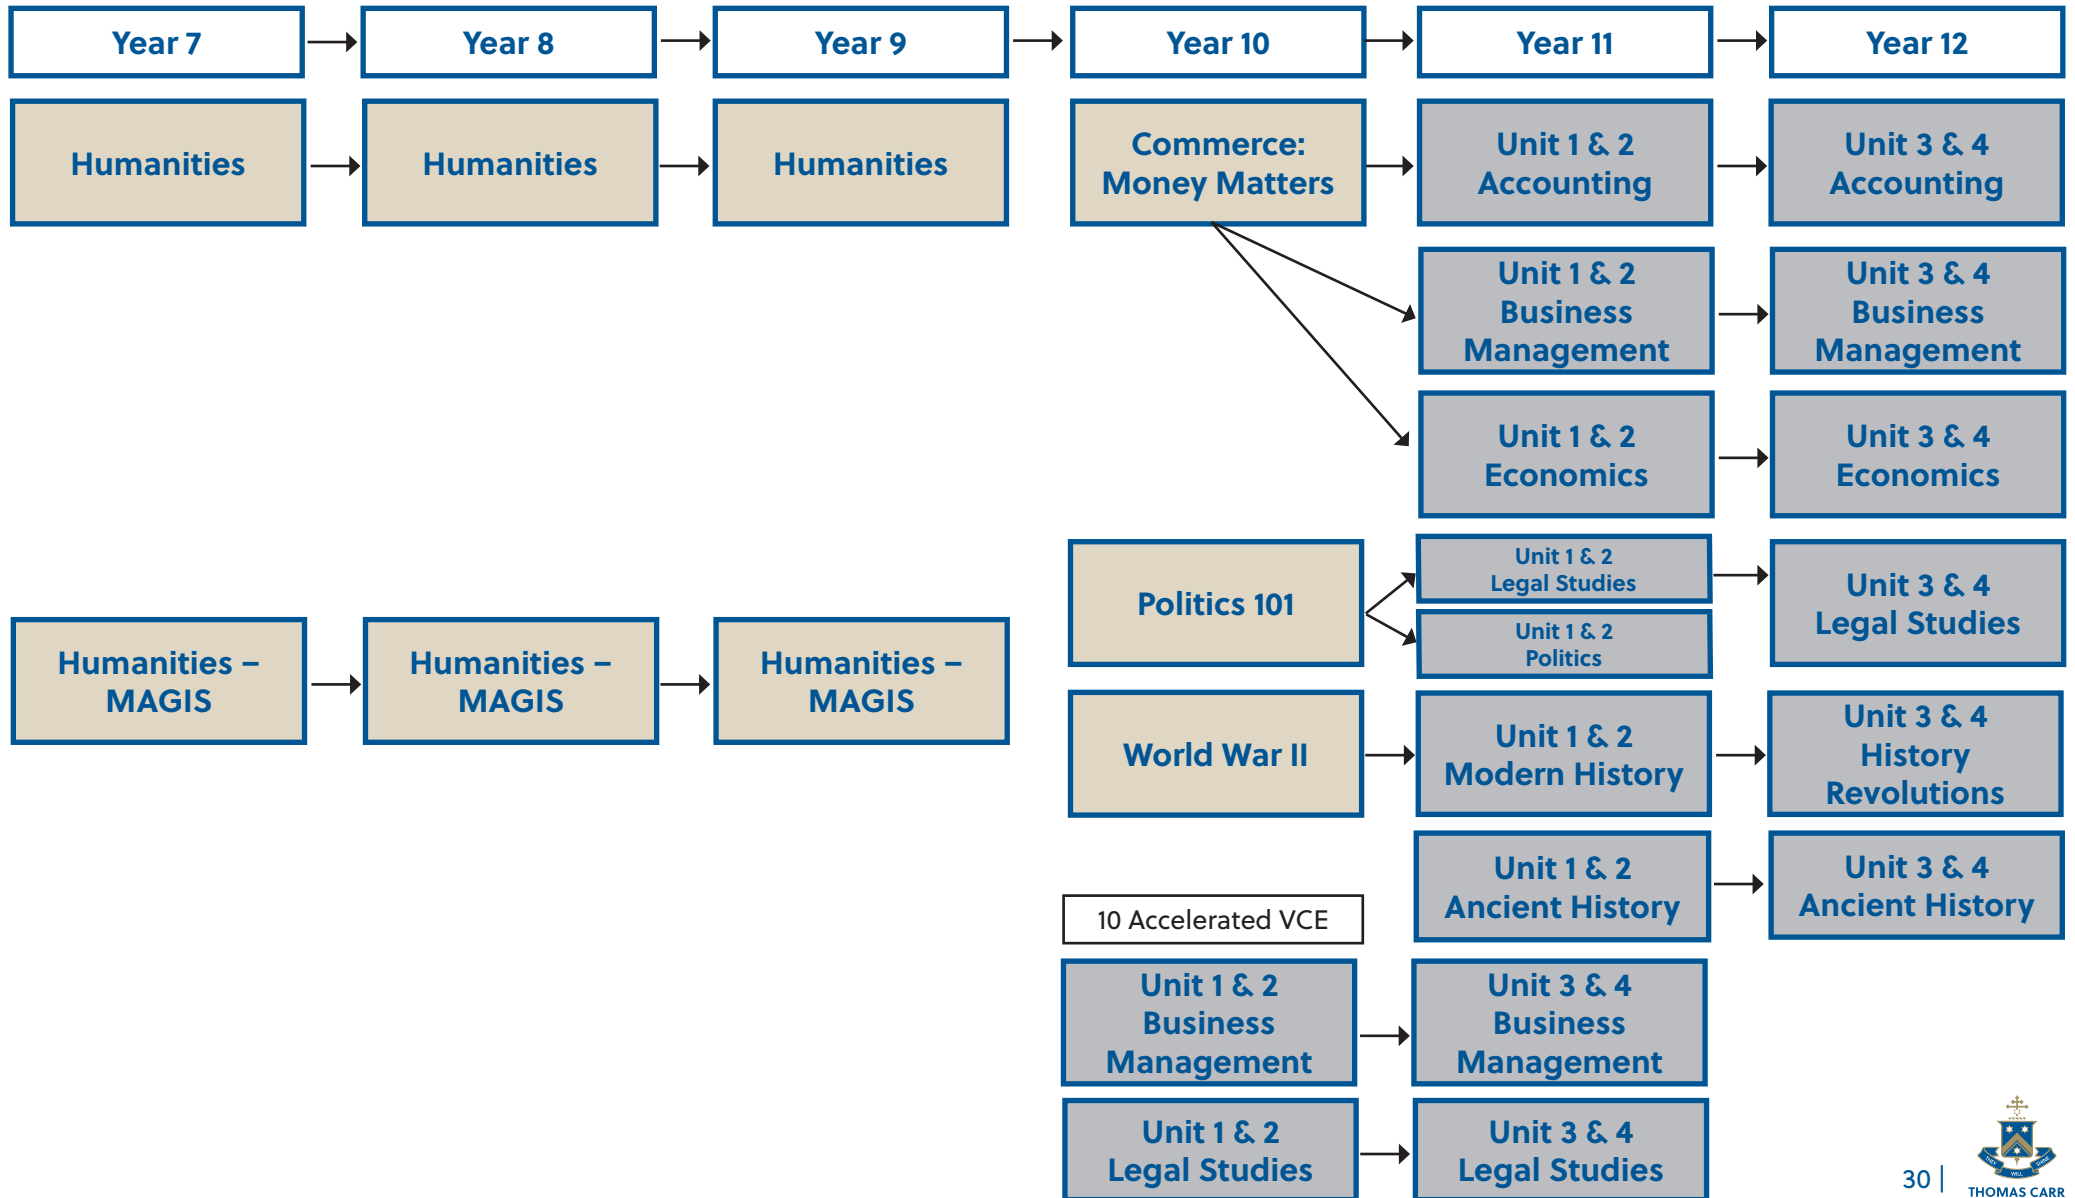 Year 7
Year 8
Year 9
Year 10
Year 11
Year 12
Humanities
Humanities
Humanities
Commerce:
Money Matters
Unit 1 & 2
Accounting
Unit 3 & 4
Accounting
Unit 1 & 2
Business
Management
Unit 3 & 4
Business
Management
Unit 1 & 2
Economics
Unit 3 & 4
Economics
Humanities –
MAGIS
Humanities –
MAGIS
Humanities –
MAGIS
Politics 101
Unit 1 & 2
Legal Studies
Unit 1 & 2
Politics
Unit 3 & 4
Legal Studies
World War II
Unit 1 & 2
Modern History
Unit 3 & 4
History
Revolutions
Unit 1 & 2
Ancient History
Unit 3 & 4
Ancient History
10 Accelerated VCE
Unit 1 & 2
Business
Management
Unit 3 & 4
Business
Management
Unit 1 & 2
Legal Studies
Unit 3 & 4
Legal Studies
30 |
THEY WILL SHINE
THOMAS CARR